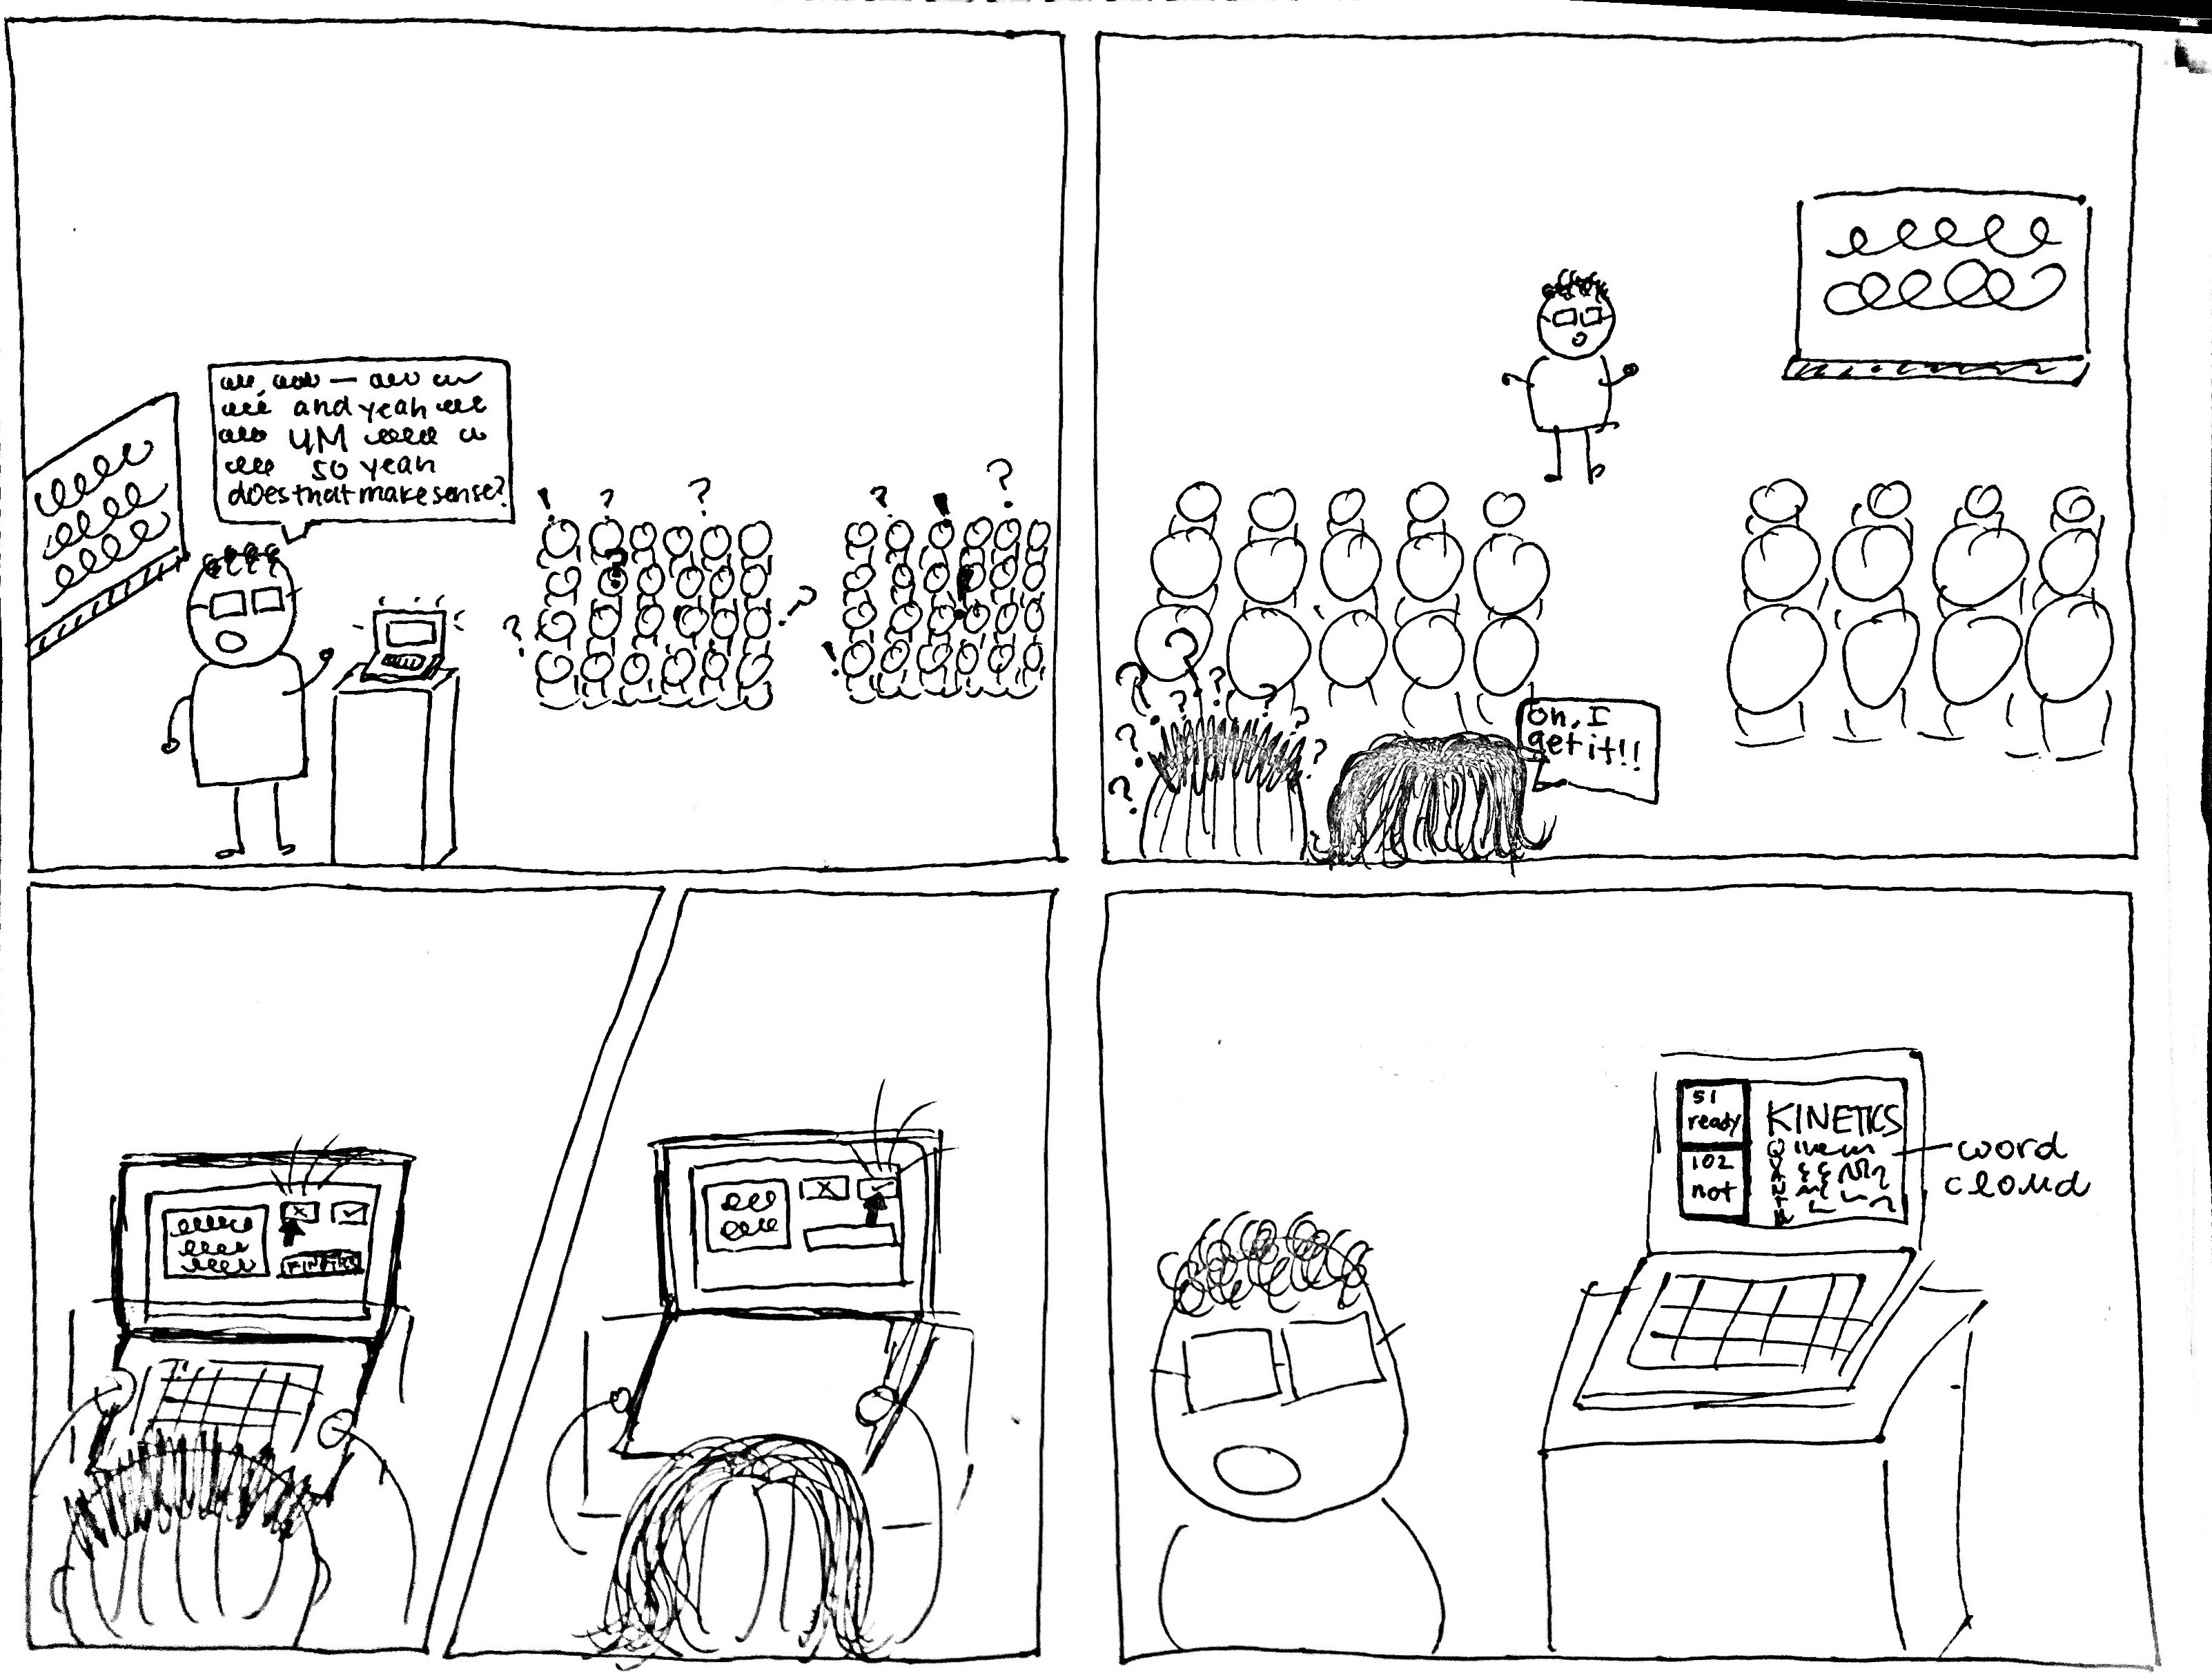 and yeah
UM
so yeah
does that make sense?
? ! ? ? ? ! ?
oh, I
get it!!
KINETICS
51
ready
102
not
KINETICS
word
cloud